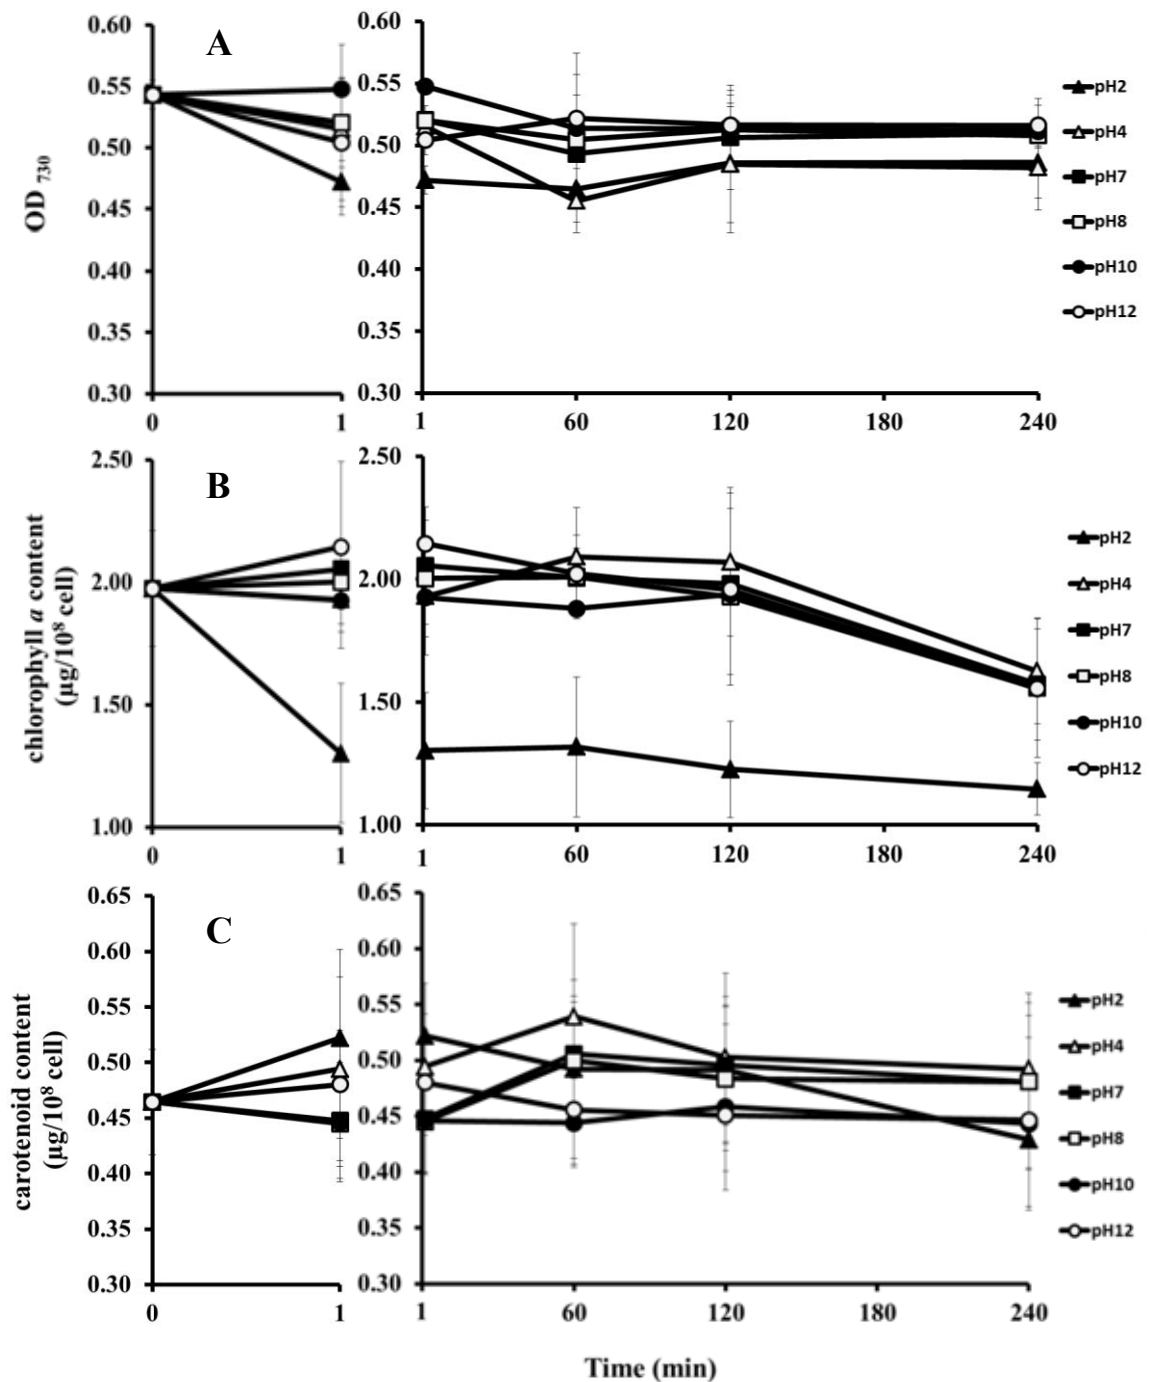 A
OD730
0.60
0.55
0.50
0.45
0.40
0.35
0.30
0
1
0.60
0.55
0.50
0.45
0.40
0.35
0.30
1
60
120
180
240
pH2
pH4
pH7
pH8
pH10
pH12
B
chlorophyll a content
(µg/10⁸ cell)
2.50
2.00
1.50
1.00
0
1
2.50
2.00
1.50
1.00
1
60
120
180
240
pH2
pH4
pH7
pH8
pH10
pH12
C
carotenoid content
(µg/10⁸ cell)
0.65
0.60
0.55
0.50
0.45
0.40
0.35
0.30
0
1
0.65
0.60
0.55
0.50
0.45
0.40
0.35
0.30
1
60
120
180
240
pH2
pH4
pH7
pH8
pH10
pH12
Time (min)